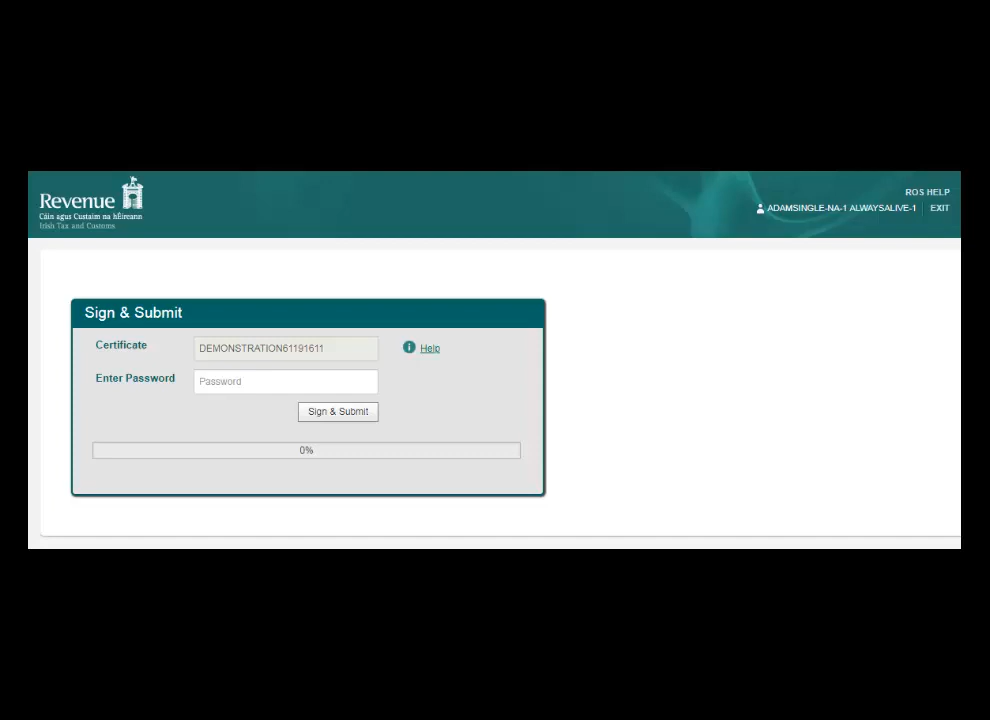 Revenue
Cáin agus Custaim na hÉireann
Irish Tax and Customs
ROS HELP
ADAMSINGLE-NA-1 ALWAYSALIVE-1 EXIT
Sign & Submit
Certificate DEMONSTRATION61191611 Help
Enter Password Password
Sign & Submit
0%